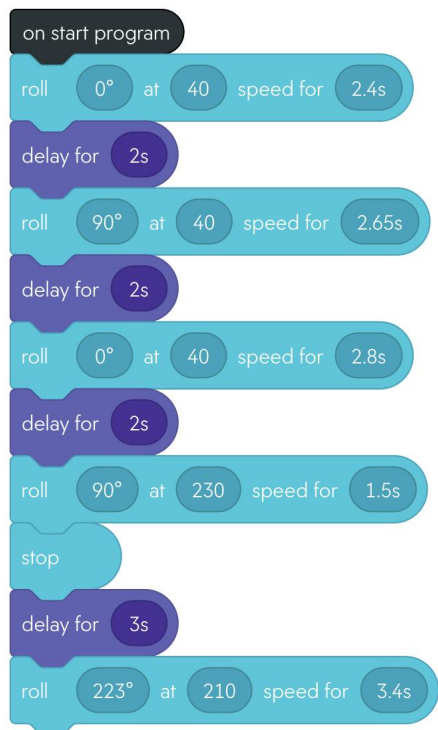 on start program
roll 0° at 40 speed for 2.4s
delay for 2s
roll 90° at 40 speed for 2.65s
delay for 2s
roll 0° at 40 speed for 2.8s
delay for 2s
roll 90° at 230 speed for 1.5s
stop
delay for 3s
roll 223° at 210 speed for 3.4s